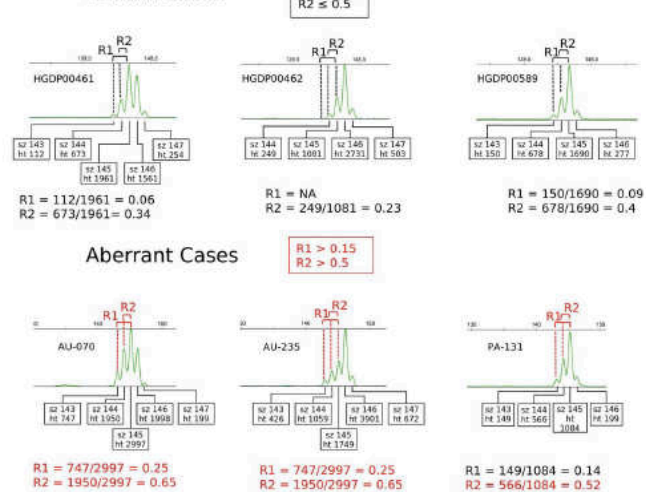 R2 ≤ 0.5
R2
R1
HGDP00461
sz 143
ht 112
sz 144
ht 673
sz 145
ht 1961
sz 146
ht 1561
sz 147
ht 254
R1 = 112/1961 = 0.06
R2 = 673/1961 = 0.34
R2
R1
HGDP00462
sz 144
ht 249
sz 145
sz 146
ht 2731
sz 147
ht 503
R1 = NA
R2 = 249/1081 = 0.23
R2
R1
HGDP00589
sz 143
ht 150
sz 144
ht 678
sz 145
ht 1690
sz 146
ht 277
R1 = 150/1690 = 0.09
R2 = 678/1690 = 0.4
Aberrant Cases
R1 > 0.15
R2 > 0.5
R2
R1
AU-070
sz 143
ht 747
sz 144
ht 1950
sz 145
ht 2997
sz 146
ht 1998
sz 147
ht 199
R1 = 747/2997 = 0.25
R2 = 1950/2997 = 0.65
R2
R1
AU-235
sz 143
ht 426
sz 144
ht 1059
sz 145
ht 1749
sz 146
ht 3901
sz 147
ht 672
R1 = 747/2997 = 0.25
R2 = 1950/2997 = 0.65
R2
R1
PA-131
sz 143
ht 149
sz 144
ht 566
sz 145
ht 1084
sz 146
ht 199
R1 = 149/1084 = 0.14
R2 = 566/1084 = 0.52